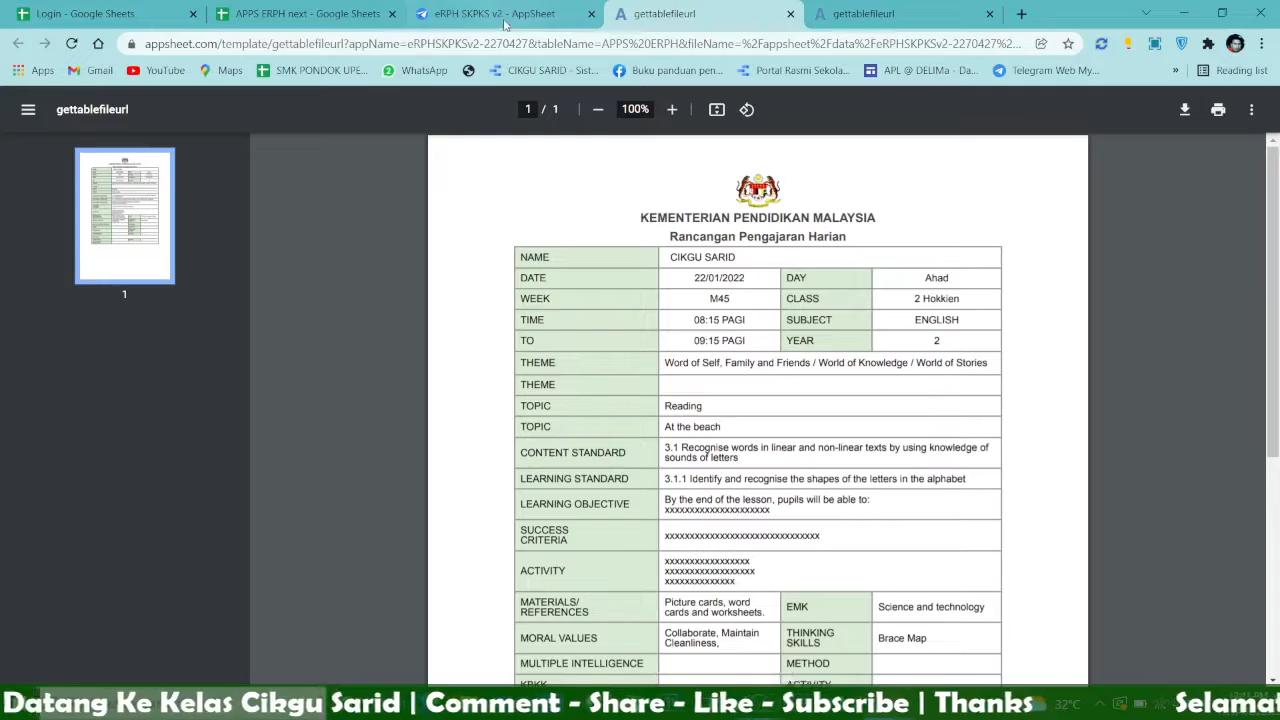 Login - Google Sheets
APPS ERPH next - Google Sheets
eRPH SKPKS v2 - AppSheet
gettablefileurl
gettablefileurl
appsheet.com/template/gettablefileurl?appName=eRPHSKPKSv2-2270427&tableName=APPS%20ERPH&fileName=%2Fappsheet%2Fdata%2FeRPHSKPKSv2-2270427%2...
Apps
Gmail
YouTube
Maps
SMK PONDOK UPE...
WhatsApp
CIKGU SARID - Sist...
Buku panduan pen...
Portal Rasmi Sekola...
APL @ DELIMa - Da...
Telegram Web My...
»
Reading list
gettablefileurl
1 / 1
100%
1
KEMENTERIAN PENDIDIKAN MALAYSIA
Rancangan Pengajaran Harian
NAME CIKGU SARID
DATE 22/01/2022 DAY Ahad
WEEK M45 CLASS 2 Hokkien
TIME 08:15 PAGI SUBJECT ENGLISH
TO 09:15 PAGI YEAR 2
THEME Word of Self, Family and Friends / World of Knowledge / World of Stories
THEME
TOPIC Reading
TOPIC At the beach
CONTENT STANDARD 3.1 Recognise words in linear and non-linear texts by using knowledge of
sounds of letters
LEARNING STANDARD 3.1.1 Identify and recognise the shapes of the letters in the alphabet
LEARNING OBJECTIVE By the end of the lesson, pupils will be able to:
xxxxxxxxxxxxxxxxxxxxx
SUCCESS
CRITERIA
xxxxxxxxxxxxxxxxxxxxxxxxxxxxxxx
ACTIVITY
xxxxxxxxxxxxxxxxx
xxxxxxxxxxxxxxxxxx
xxxxxxxxxxxxxx
MATERIALS/
REFERENCES
Picture cards, word
cards and worksheets.
EMK Science and technology
MORAL VALUES
Collaborate, Maintain
Cleanliness,
THINKING
SKILLS
Brace Map
MULTIPLE INTELLIGENCE METHOD
KBKK ACTIVITY
Datang Ke Kelas Cikgu Sarid | Comment - Share - Like - Subscribe | Thanks
Selama
32°C